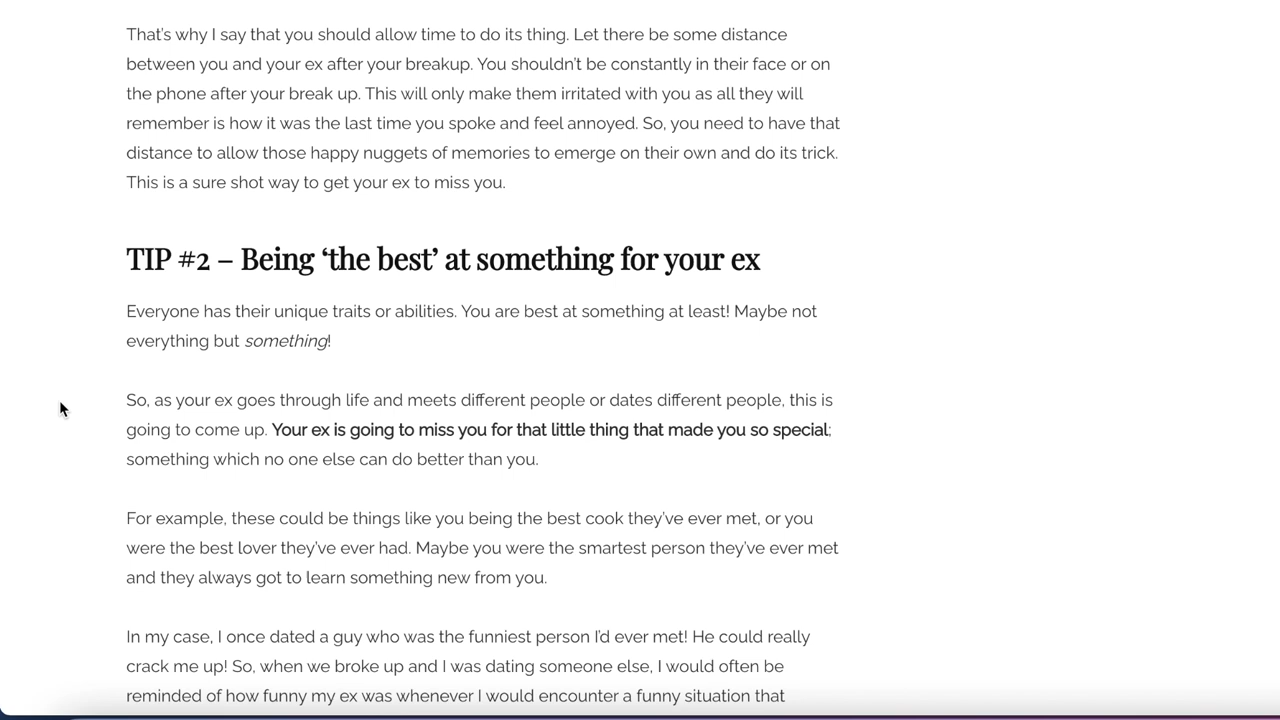 That's why I say that you should allow time to do its thing. Let there be some distance
between you and your ex after your breakup. You shouldn't be constantly in their face or on
the phone after your break up. This will only make them irritated with you as all they will
remember is how it was the last time you spoke and feel annoyed. So, you need to have that
distance to allow those happy nuggets of memories to emerge on their own and do its trick.
This is a sure shot way to get your ex to miss you.
TIP #2 – Being ‘the best’ at something for your ex
Everyone has their unique traits or abilities. You are best at something at least! Maybe not
everything but something!
So, as your ex goes through life and meets different people or dates different people, this is
going to come up. Your ex is going to miss you for that little thing that made you so special;
something which no one else can do better than you.
For example, these could be things like you being the best cook they've ever met, or you
were the best lover they've ever had. Maybe you were the smartest person they've ever met
and they always got to learn something new from you.
In my case, I once dated a guy who was the funniest person I'd ever met! He could really
crack me up! So, when we broke up and I was dating someone else, I would often be
reminded of how funny my ex was whenever I would encounter a funny situation that